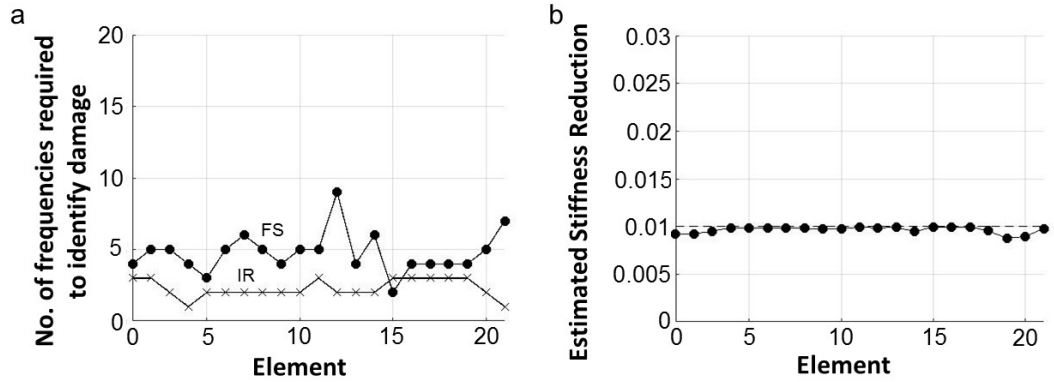 a
No. of frequencies required
to identify damage
20
15
10
5
0
FS
IR
0 5 10 15 20
Element
b
Estimated Stiffness Reduction
0.03
0.025
0.02
0.015
0.01
0.005
0
0 5 10 15 20
Element